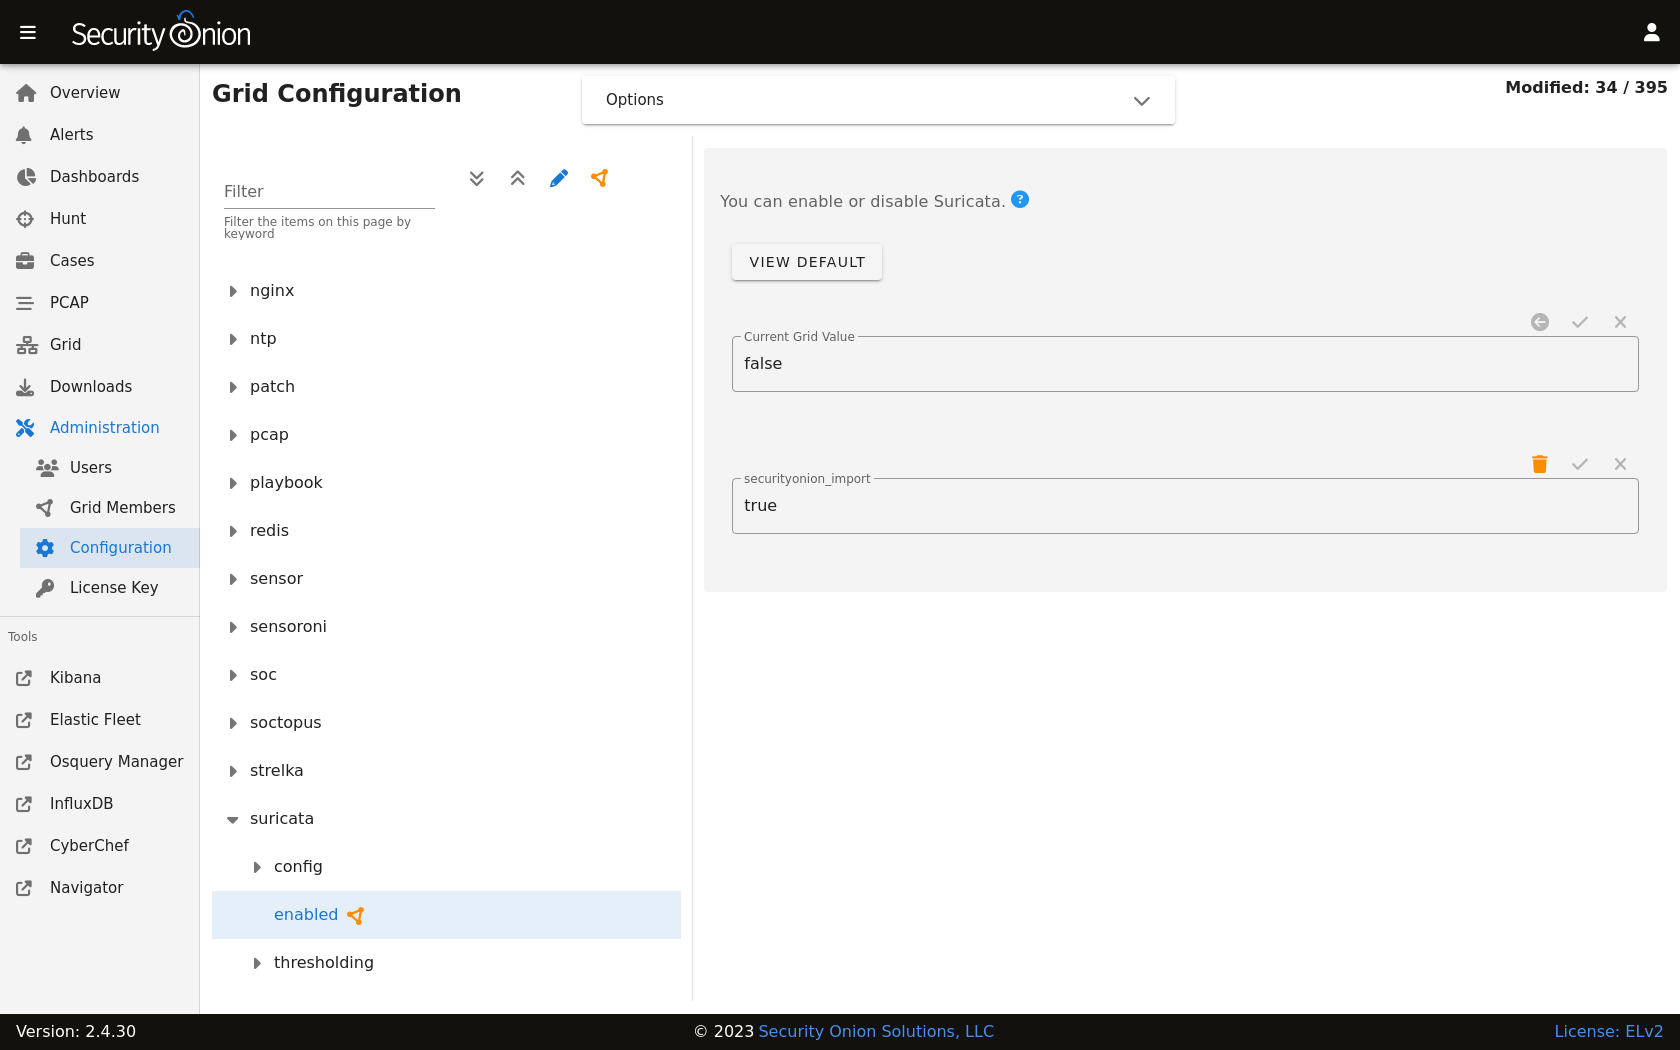 Security Onion
Overview
Alerts
Dashboards
Hunt
Cases
PCAP
Grid
Downloads
Administration
Users
Grid Members
Configuration
License Key
Tools
Kibana
Elastic Fleet
Osquery Manager
InfluxDB
CyberChef
Navigator
Grid Configuration
Options
Modified: 34 / 395
Filter
Filter the items on this page by
keyword
nginx
ntp
patch
pcap
playbook
redis
sensor
sensoroni
soc
soctopus
strelka
suricata
config
enabled
thresholding
You can enable or disable Suricata. ?
VIEW DEFAULT
Current Grid Value
false
securityonion_import
true
Version: 2.4.30
© 2023 Security Onion Solutions, LLC
License: ELv2